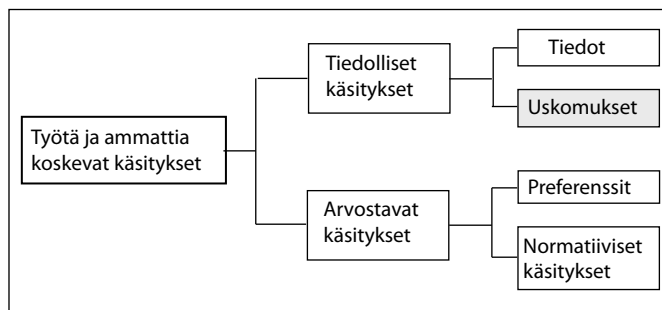 Työtä ja ammattia
koskevat käsitykset
Tiedolliset
käsitykset
Tiedot
Uskomukset
Arvostavat
käsitykset
Preferenssit
Normatiiviset
käsitykset